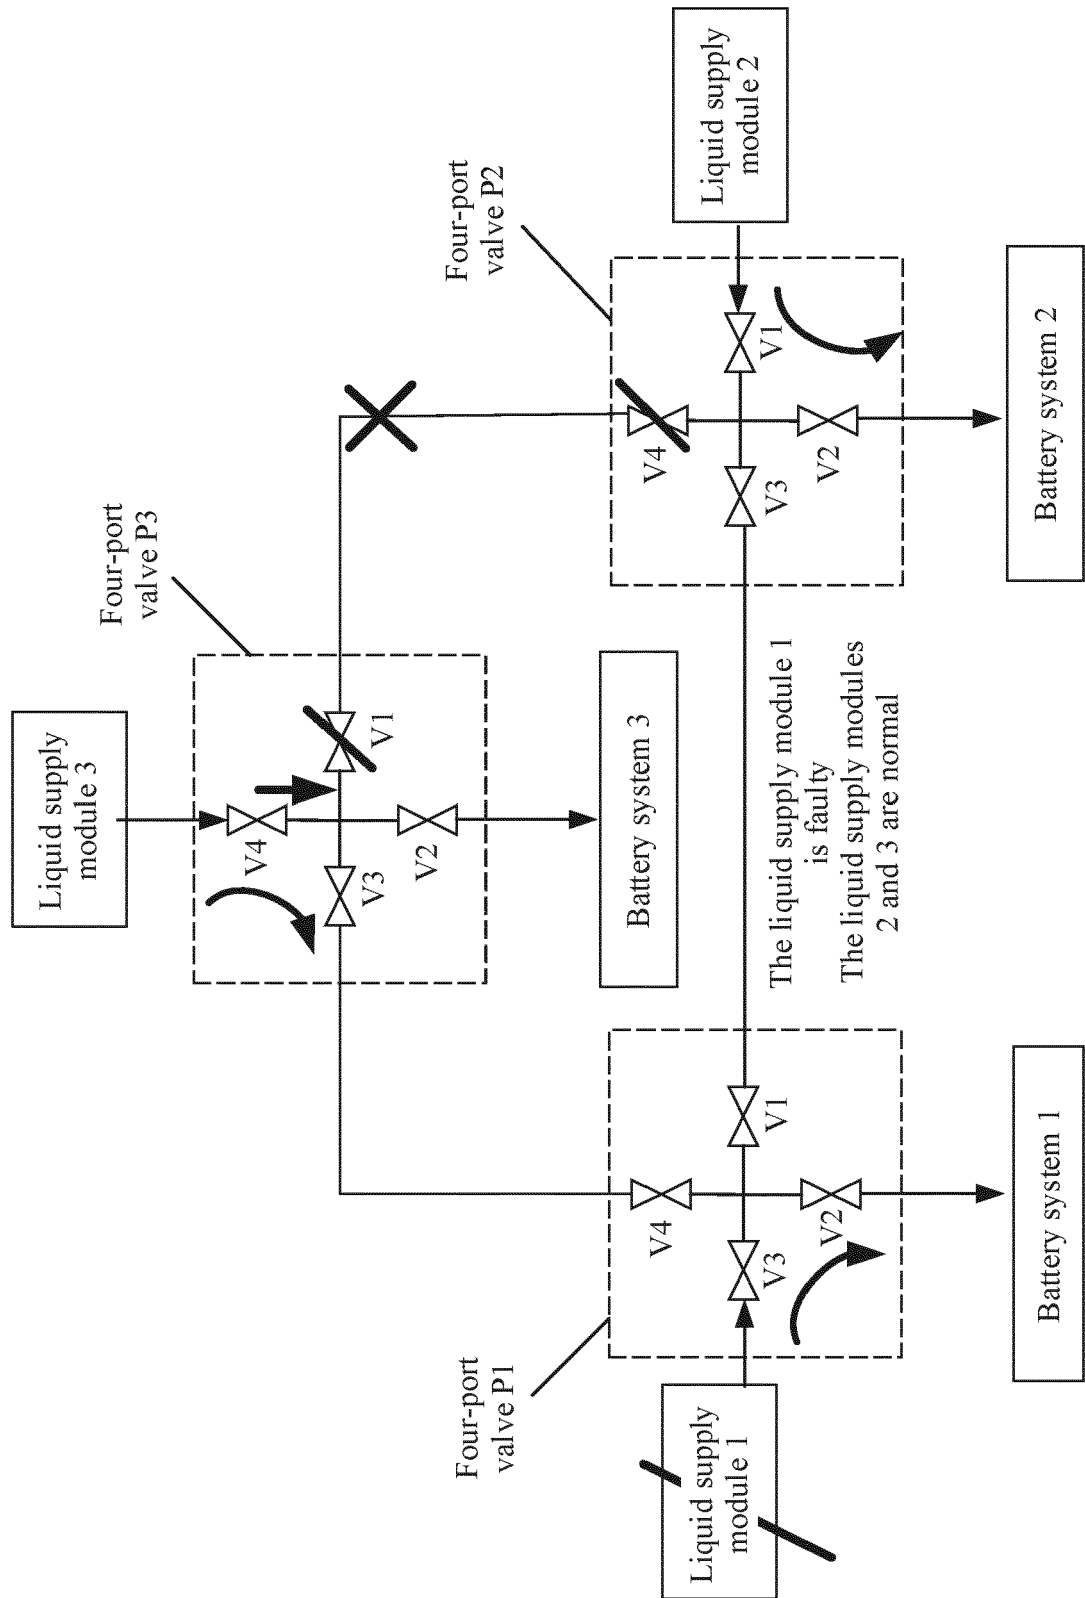 Liquid supply
module 3
Four-port
valve P3
V4
V3
V1
V2
Four-port
valve P1
Four-port
valve P2
Battery system 3
Liquid supply
module 1
V4
V3
V1
V2
The liquid supply module 1
is faulty
The liquid supply modules
2 and 3 are normal
V4
V3
V1
V2
Liquid supply
module 2
Battery system 1
Battery system 2